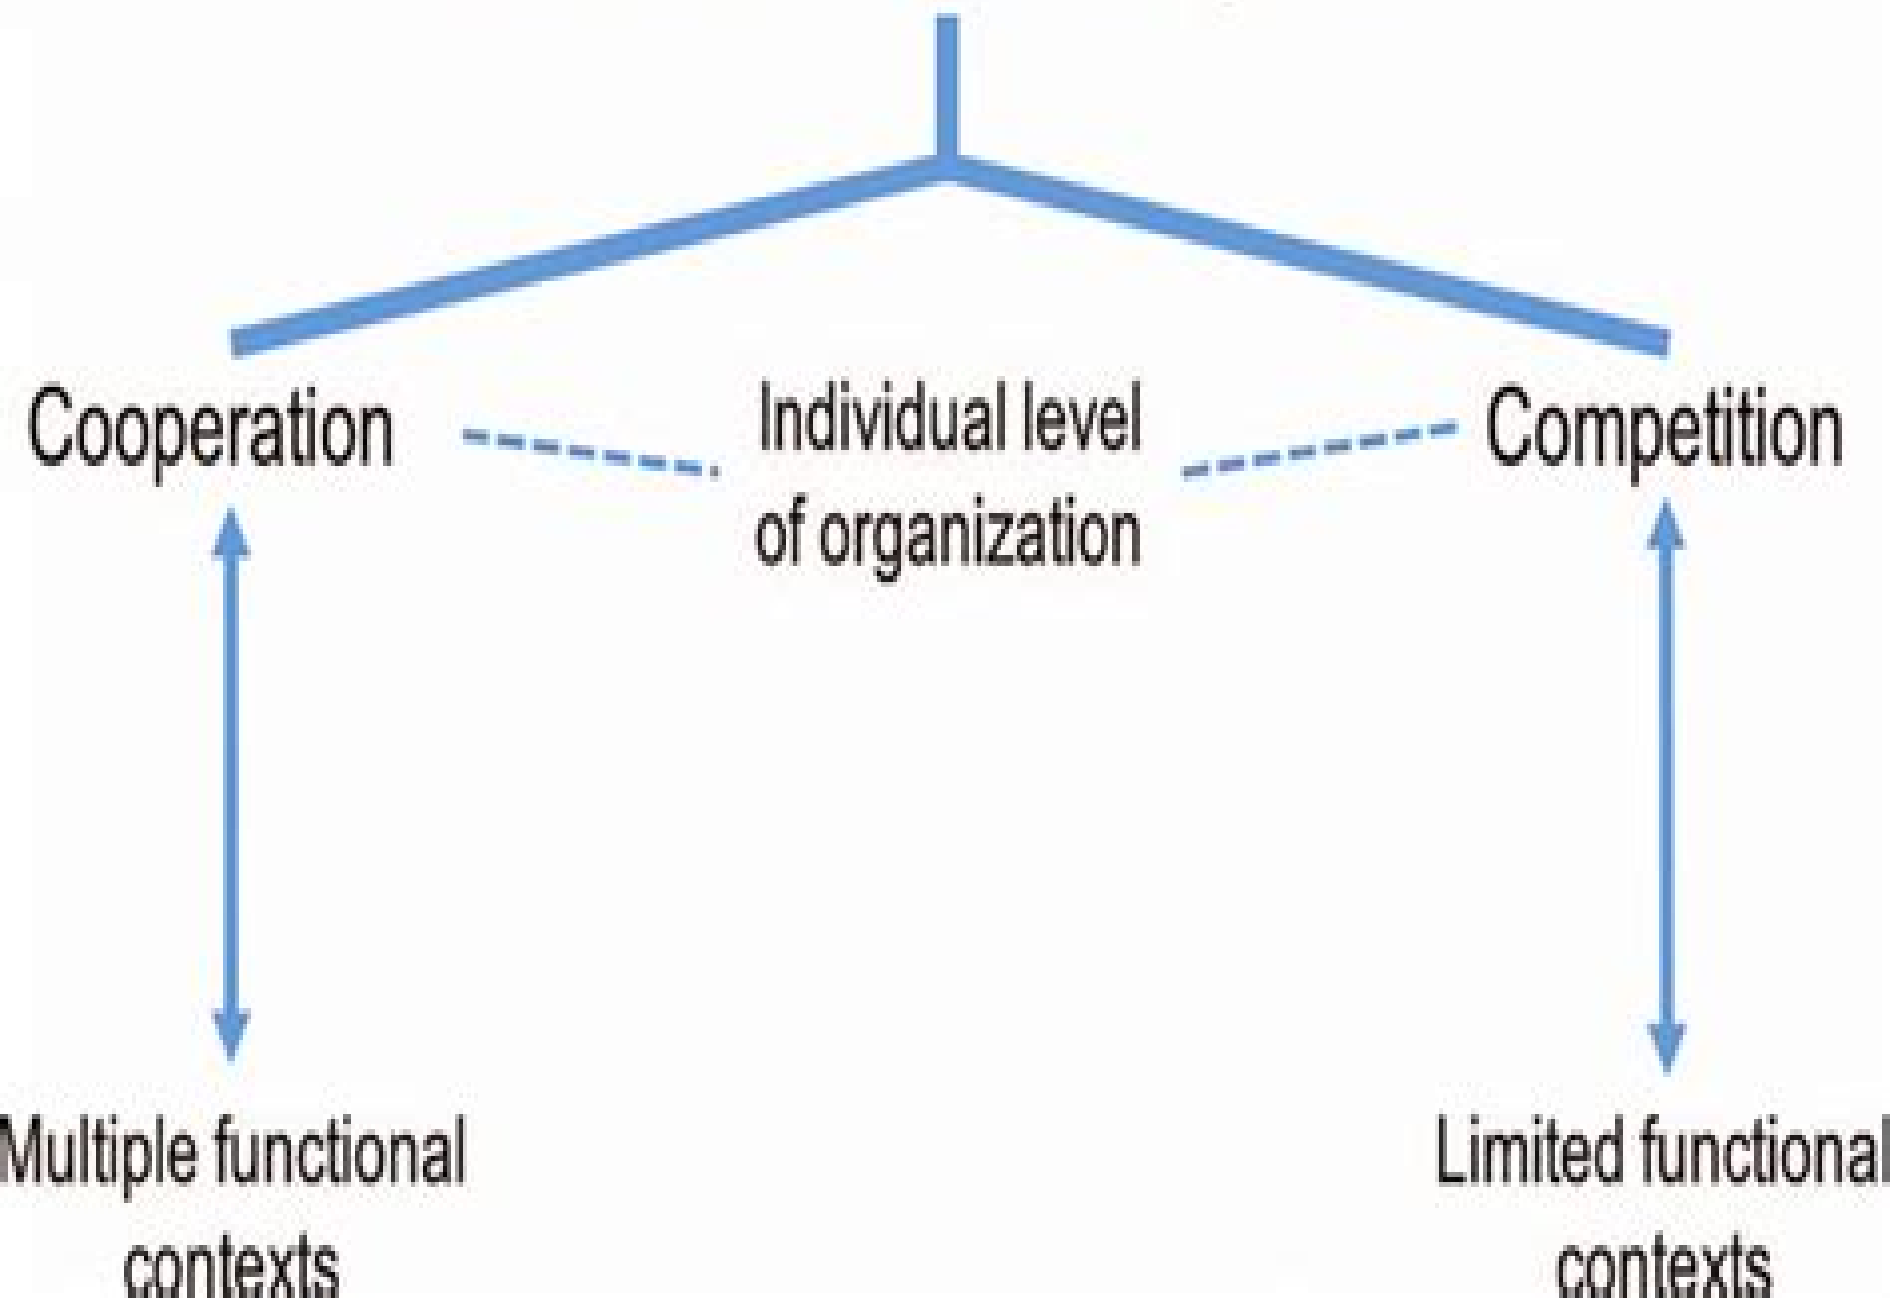 Cooperation
Individual level
of organization
Competition
Multiple functional
contexts
Limited functional
contexts